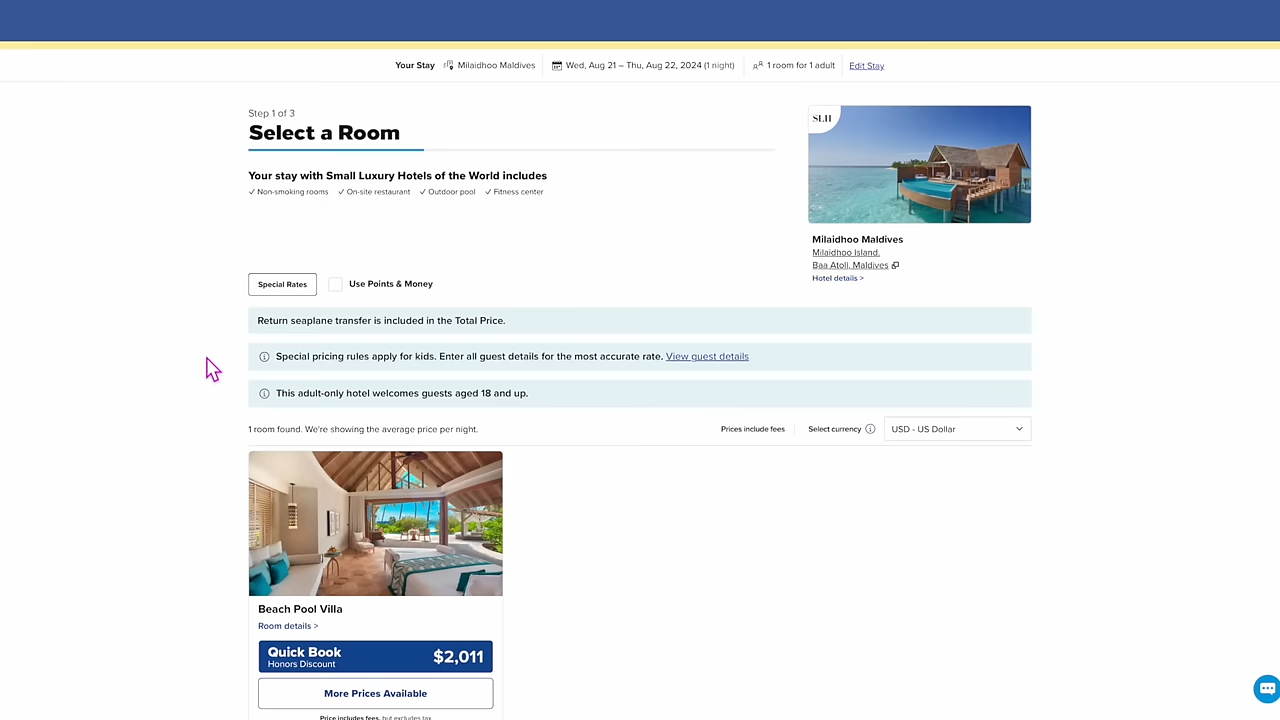 Your Stay Milaidhoo Maldives Wed, Aug 21 – Thu, Aug 22, 2024 (1 night) 1 room for 1 adult Edit Stay
Step 1 of 3
Select a Room
Your stay with Small Luxury Hotels of the World includes
Non-smoking rooms On-site restaurant Outdoor pool Fitness center
SLH
Milaidhoo Maldives
Milaidhoo Island,
Baa Atoll, Maldives
Hotel details >
Special Rates Use Points & Money
Return seaplane transfer is included in the Total Price.
Special pricing rules apply for kids. Enter all guest details for the most accurate rate. View guest details
This adult-only hotel welcomes guests aged 18 and up.
1 room found. We're showing the average price per night. Prices include fees Select currency USD - US Dollar
Beach Pool Villa
Room details >
Quick Book
Honors Discount
$2,011
More Prices Available
Price includes fees, but excludes tax